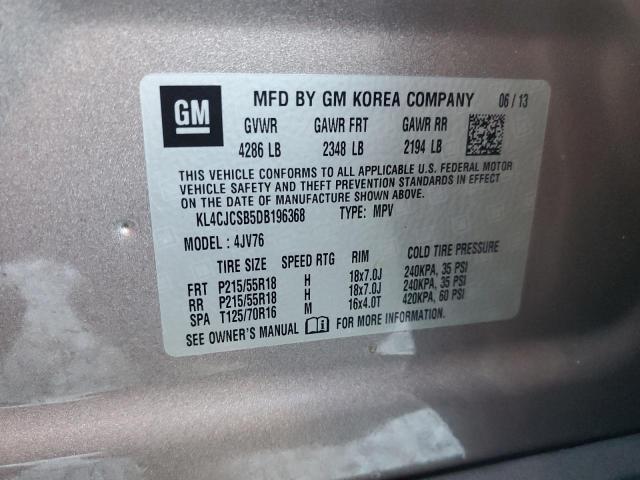 GM
MFD BY GM KOREA COMPANY 06 / 13
GVWR GAWR FRT GAWR RR
4286 LB 2348 LB 2194 LB
THIS VEHICLE CONFORMS TO ALL APPLICABLE U.S. FEDERAL MOTOR
VEHICLE SAFETY AND THEFT PREVENTION STANDARDS IN EFFECT
ON THE DATE OF MANUFACTURE SHOWN ABOVE.
KL4CJCSB5DB196368 TYPE: MPV
MODEL : 4JV76
TIRE SIZE SPEED RTG RIM COLD TIRE PRESSURE
FRT P215/55R18 H 18x7.0J 240KPA, 35 PSI
RR P215/55R18 H 18x7.0J 240KPA, 35 PSI
SPA T125/70R16 M 16x4.0T 420KPA, 60 PSI
SEE OWNER'S MANUAL FOR MORE INFORMATION.